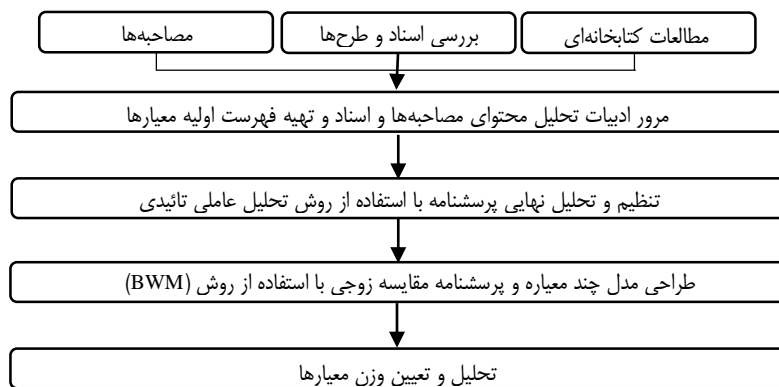 مطالعات کتابخانه‌ای
بررسی اسناد و طرح‌ها
مصاحبه‌ها
مرور ادبیات تحلیل محتوای مصاحبه‌ها و اسناد و تهیه فهرست اولیه معیارها
تنظیم و تحلیل نهایی پرسشنامه با استفاده از روش تحلیل عاملی تائیدی
طراحی مدل چند معیاره و پرسشنامه مقایسه زوجی با استفاده از روش (BWM)
تحلیل و تعیین وزن معیارها